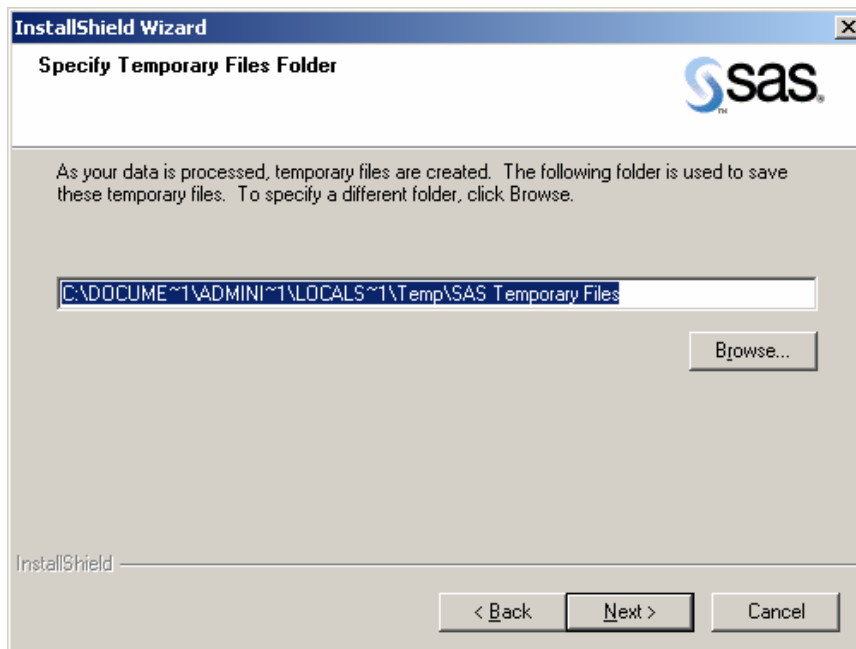 InstallShield Wizard
Specify Temporary Files Folder
sas®
™
As your data is processed, temporary files are created. The following folder is used to save
these temporary files. To specify a different folder, click Browse.
C:\DOCUME~1\ADMINI~1\LOCALS~1\Temp\SAS Temporary Files
Browse...
InstallShield
< Back
Next >
Cancel